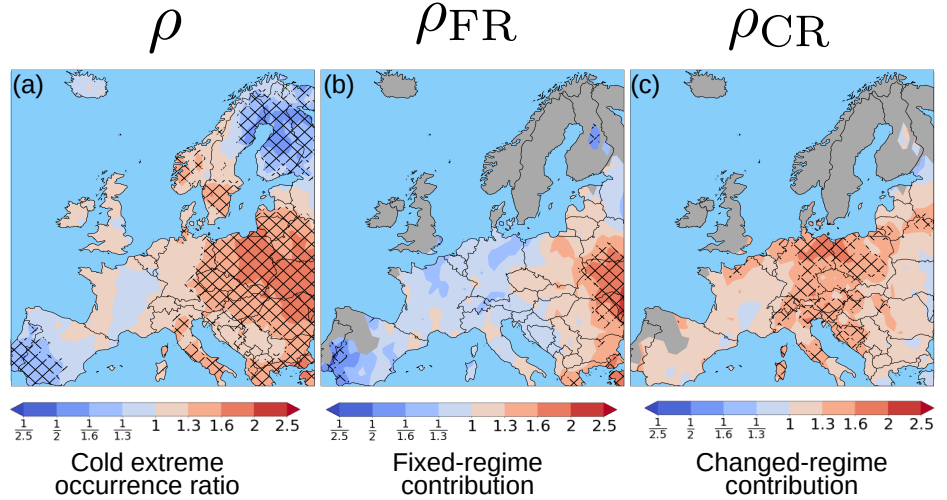 ρ ρFR ρCR
(a) (b) (c)
1/2.5 1/2 1/1.6 1/1.3 1 1.3 1.6 2 2.5
1/2.5 1/2 1/1.6 1/1.3 1 1.3 1.6 2 2.5
1/2.5 1/2 1/1.6 1/1.3 1 1.3 1.6 2 2.5
Cold extreme
occurrence ratio
Fixed-regime
contribution
Changed-regime
contribution